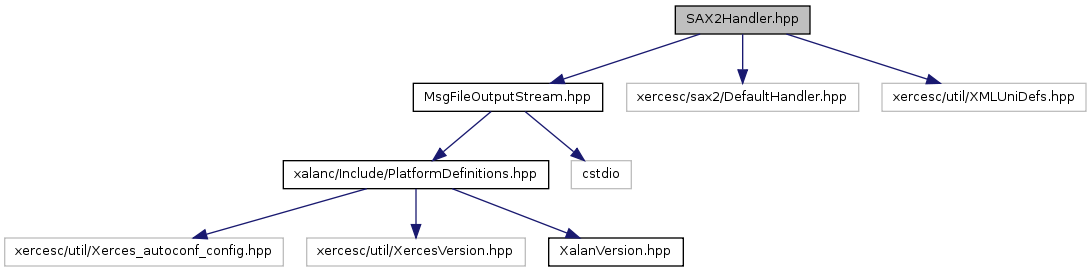 SAX2Handler.hpp
MsgFileOutputStream.hpp
xercesc/sax2/DefaultHandler.hpp
xercesc/util/XMLUniDefs.hpp
xalanc/Include/PlatformDefinitions.hpp
cstdio
xercesc/util/Xerces_autoconf_config.hpp
xercesc/util/XercesVersion.hpp
XalanVersion.hpp